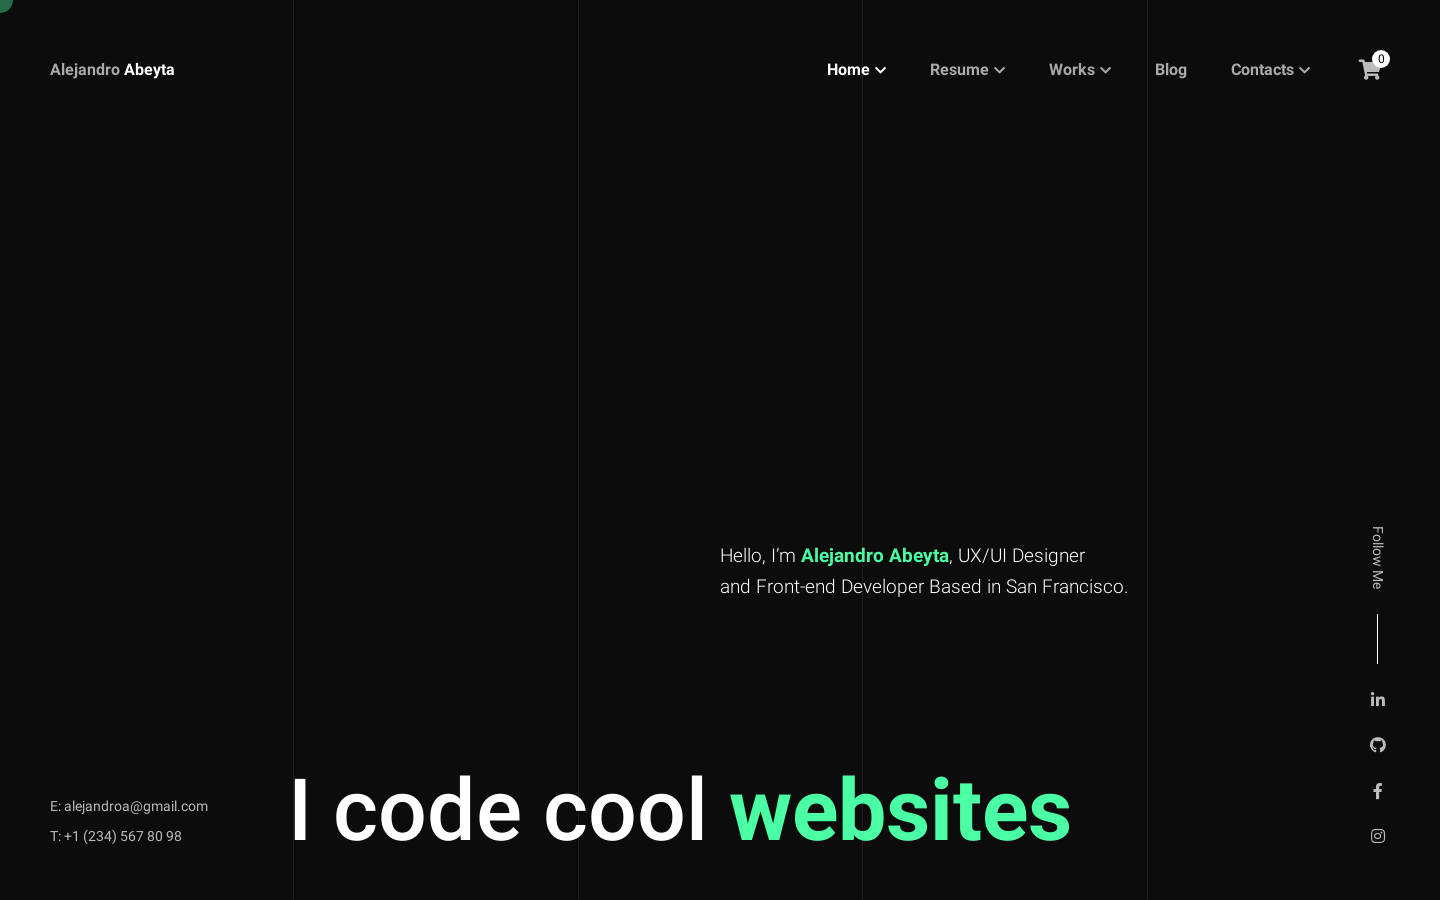 Alejandro Abeyta
Home
Resume
Works
Blog
Contacts
0
Hello, I’m Alejandro Abeyta, UX/UI Designer
and Front-end Developer Based in San Francisco.
Follow Me
E: alejandroa@gmail.com
T: +1 (234) 567 80 98
I code cool websites